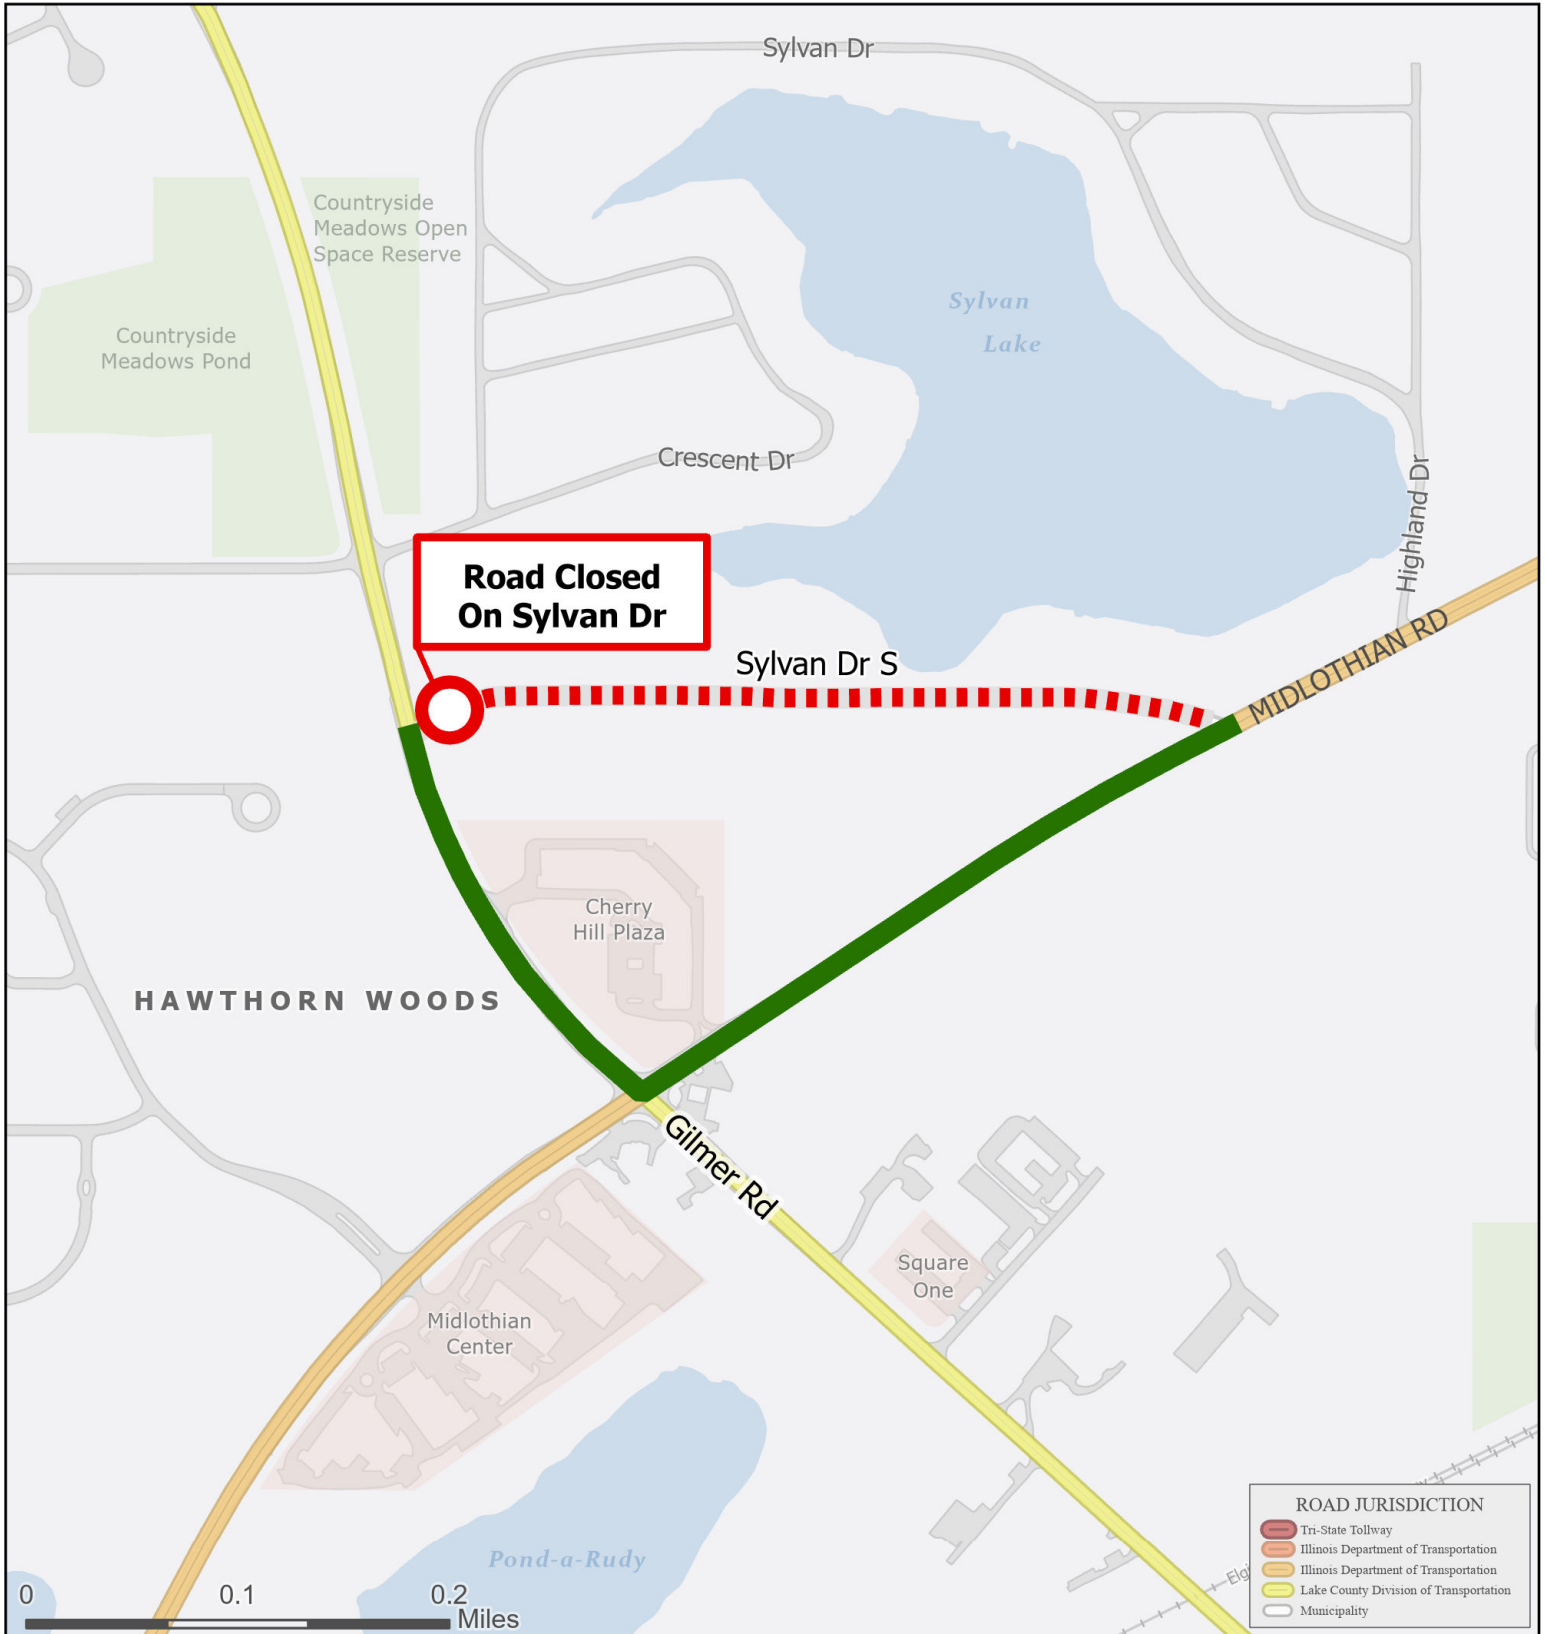 Sylvan Dr
Countryside
Meadows Open
Space Reserve
Countryside
Meadows Pond
Sylvan
Lake
Crescent Dr
Highland Dr
Road Closed
On Sylvan Dr
Sylvan Dr S
MIDLOTHIAN RD
Cherry
Hill Plaza
HAWTHORN WOODS
Gilmer Rd
Square
One
Midlothian
Center
Pond-a-Rudy
0 0.1 0.2
Miles
ROAD JURISDICTION
Tri-State Tollway
Illinois Department of Transportation
Illinois Department of Transportation
Lake County Division of Transportation
Municipality